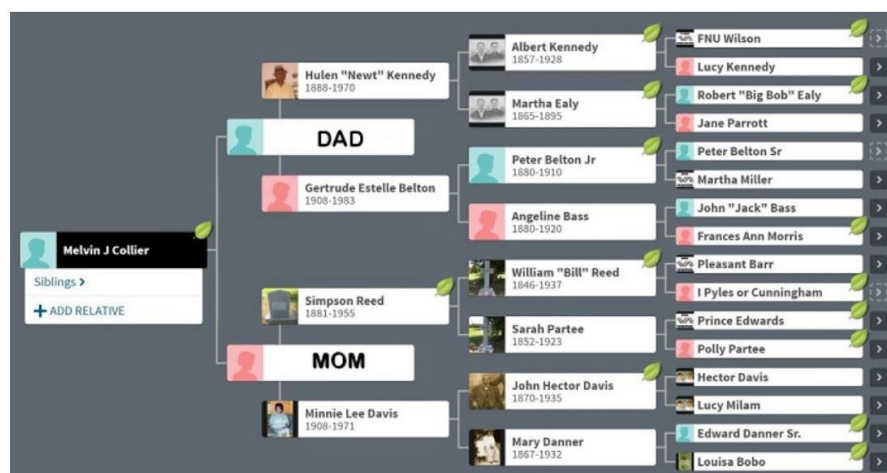 Melvin J Collier
Siblings >
+ ADD RELATIVE
DAD
MOM
Hulen "Newt" Kennedy
1888-1970
Gertrude Estelle Belton
1908-1983
Simpson Reed
1881-1955
Minnie Lee Davis
1908-1971
Albert Kennedy
1857-1928
Martha Ealy
1865-1895
Peter Belton Jr
1880-1910
Angeline Bass
1880-1920
William "Bill" Reed
1846-1937
Sarah Partee
1852-1923
John Hector Davis
1870-1935
Mary Danner
1867-1932
FNU Wilson
Lucy Kennedy
Robert "Big Bob" Ealy
Jane Parrott
Peter Belton Sr
Martha Miller
John "Jack" Bass
Frances Ann Morris
Pleasant Barr
I Pyles or Cunningham
Prince Edwards
Polly Partee
Hector Davis
Lucy Milam
Edward Danner Sr.
Louisa Bobo